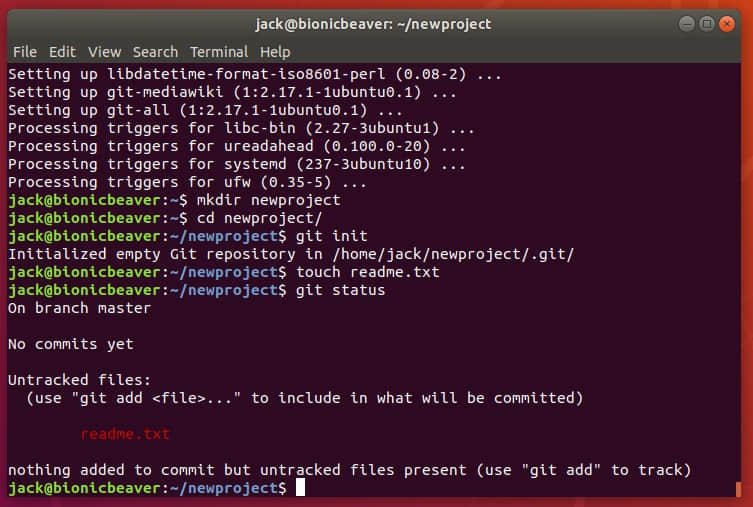 jack@bionicbeaver: ~/newproject
File Edit View Search Terminal Help
Setting up libdatetime-format-iso8601-perl (0.08-2) ...
Setting up git-mediawiki (1:2.17.1-1ubuntu0.1) ...
Setting up git-all (1:2.17.1-1ubuntu0.1) ...
Processing triggers for libc-bin (2.27-3ubuntu1) ...
Processing triggers for ureadahead (0.100.0-20) ...
Processing triggers for systemd (237-3ubuntu10) ...
Processing triggers for ufw (0.35-5) ...
jack@bionicbeaver:~$ mkdir newproject
jack@bionicbeaver:~$ cd newproject/
jack@bionicbeaver:~/newproject$ git init
Initialized empty Git repository in /home/jack/newproject/.git/
jack@bionicbeaver:~/newproject$ touch readme.txt
jack@bionicbeaver:~/newproject$ git status
On branch master
No commits yet
Untracked files:
  (use "git add <file>..." to include in what will be committed)
        readme.txt
nothing added to commit but untracked files present (use "git add" to track)
jack@bionicbeaver:~/newproject$